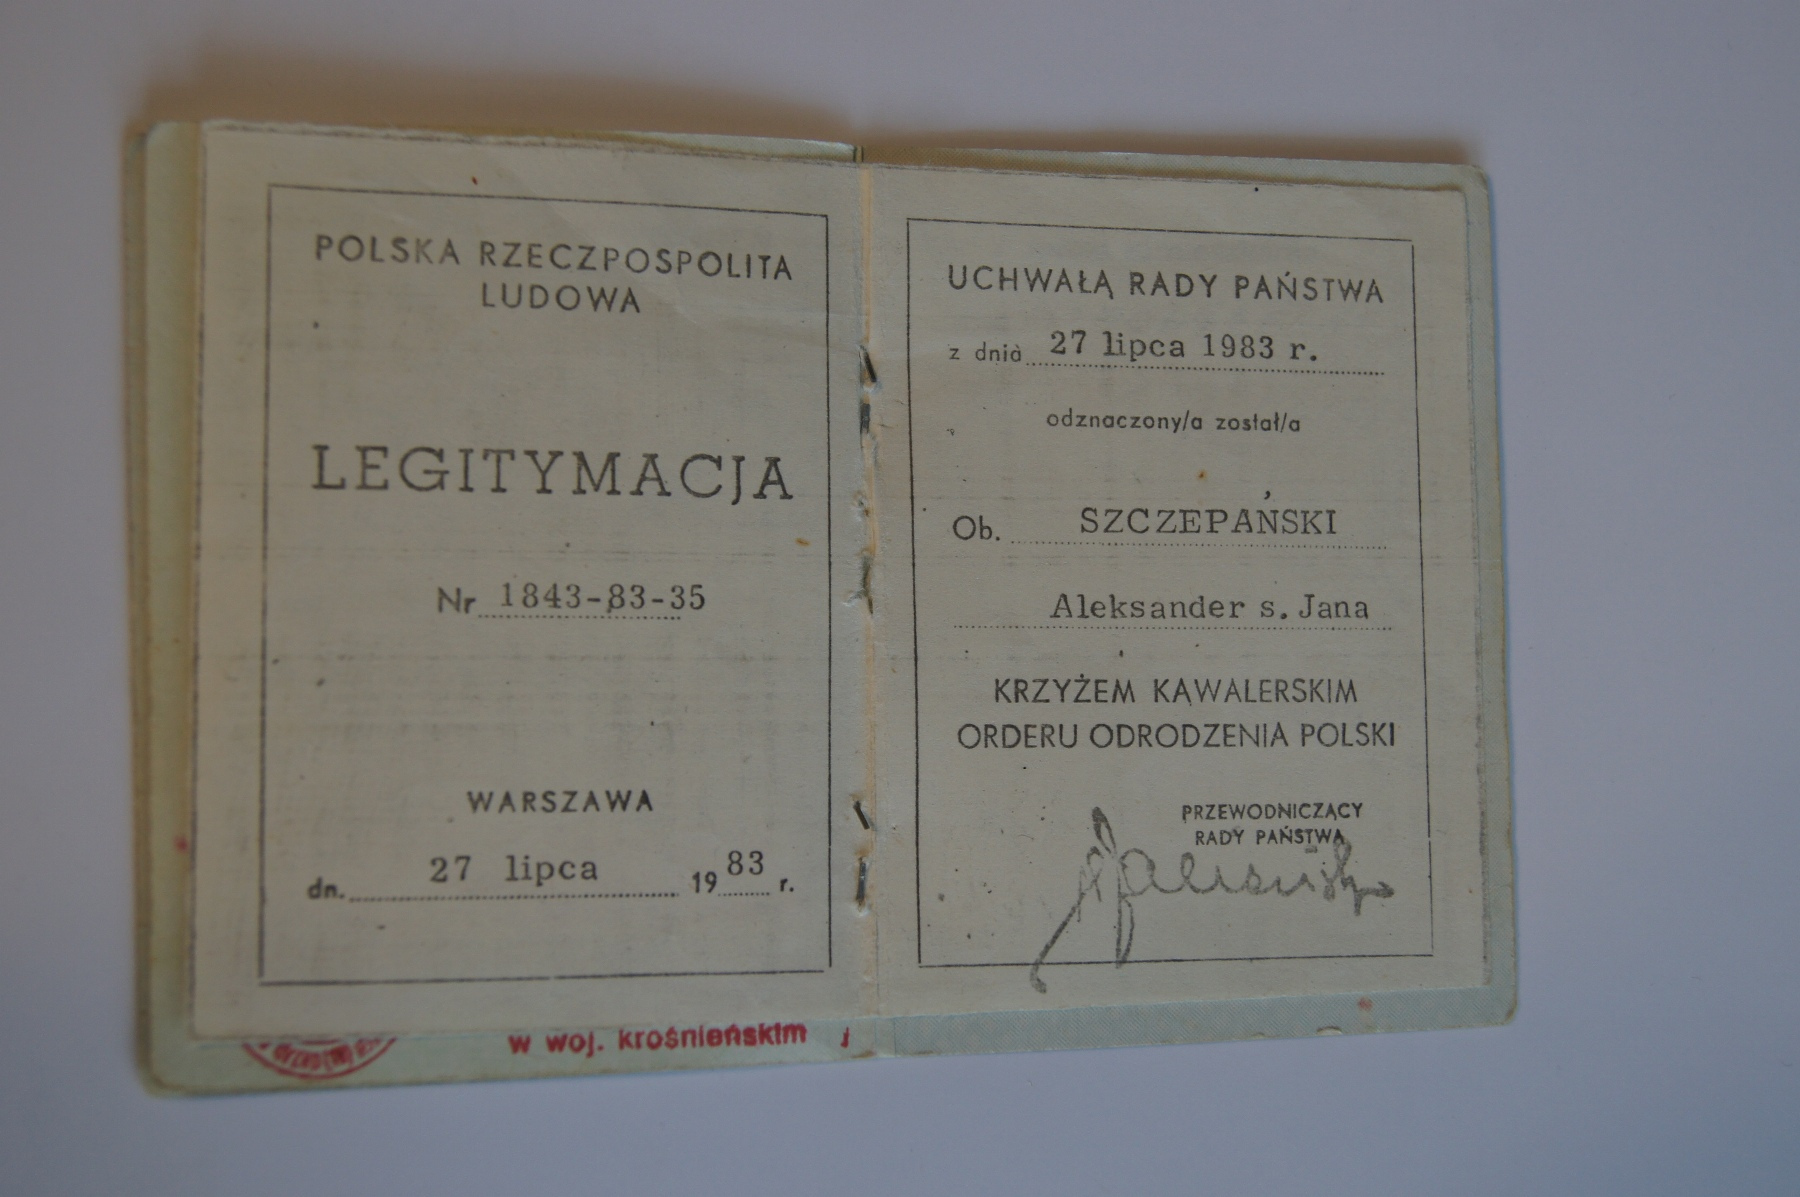 POLSKA RZECZPOSPOLITA
LUDOWA
LEGITYMACJA
Nr 1843-83-35
WARSZAWA
dn. 27 lipca 1983 r.
w woj. krośnieńskim
UCHWAŁĄ RADY PAŃSTWA
z dnia 27 lipca 1983 r.
odznaczony/a został/a
Ob. SZCZEPAŃSKI
Aleksander s. Jana
KRZYŻEM KAWALERSKIM
ORDERU ODRODZENIA POLSKI
PRZEWODNICZĄCY
RADY PAŃSTWA